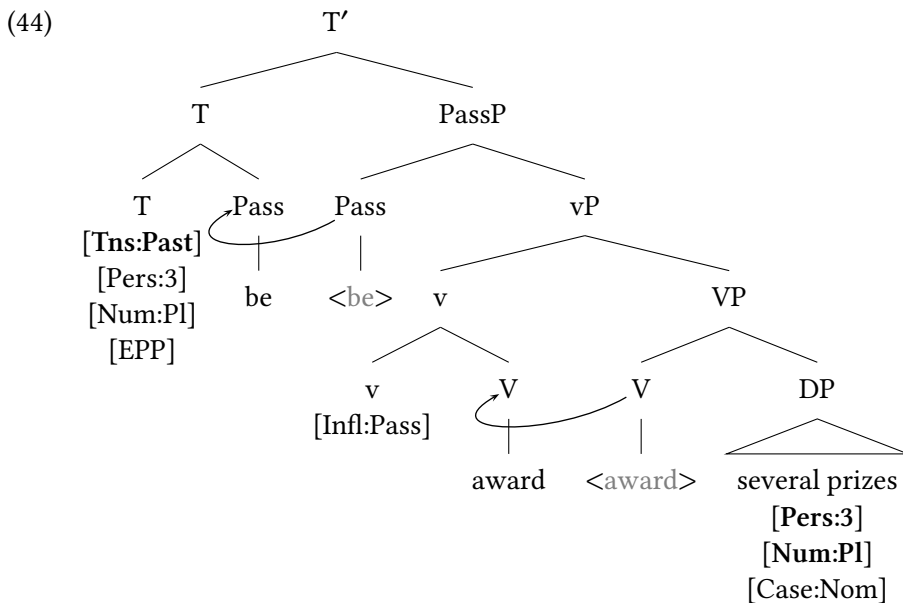 (44) T′
T PassP
T Pass Pass vP
[Tns:Past]
[Pers:3]
[Num:Pl] be <be> v VP
[EPP]
v V V DP
[Infl:Pass]
award <award> several prizes
[Pers:3]
[Num:Pl]
[Case:Nom]